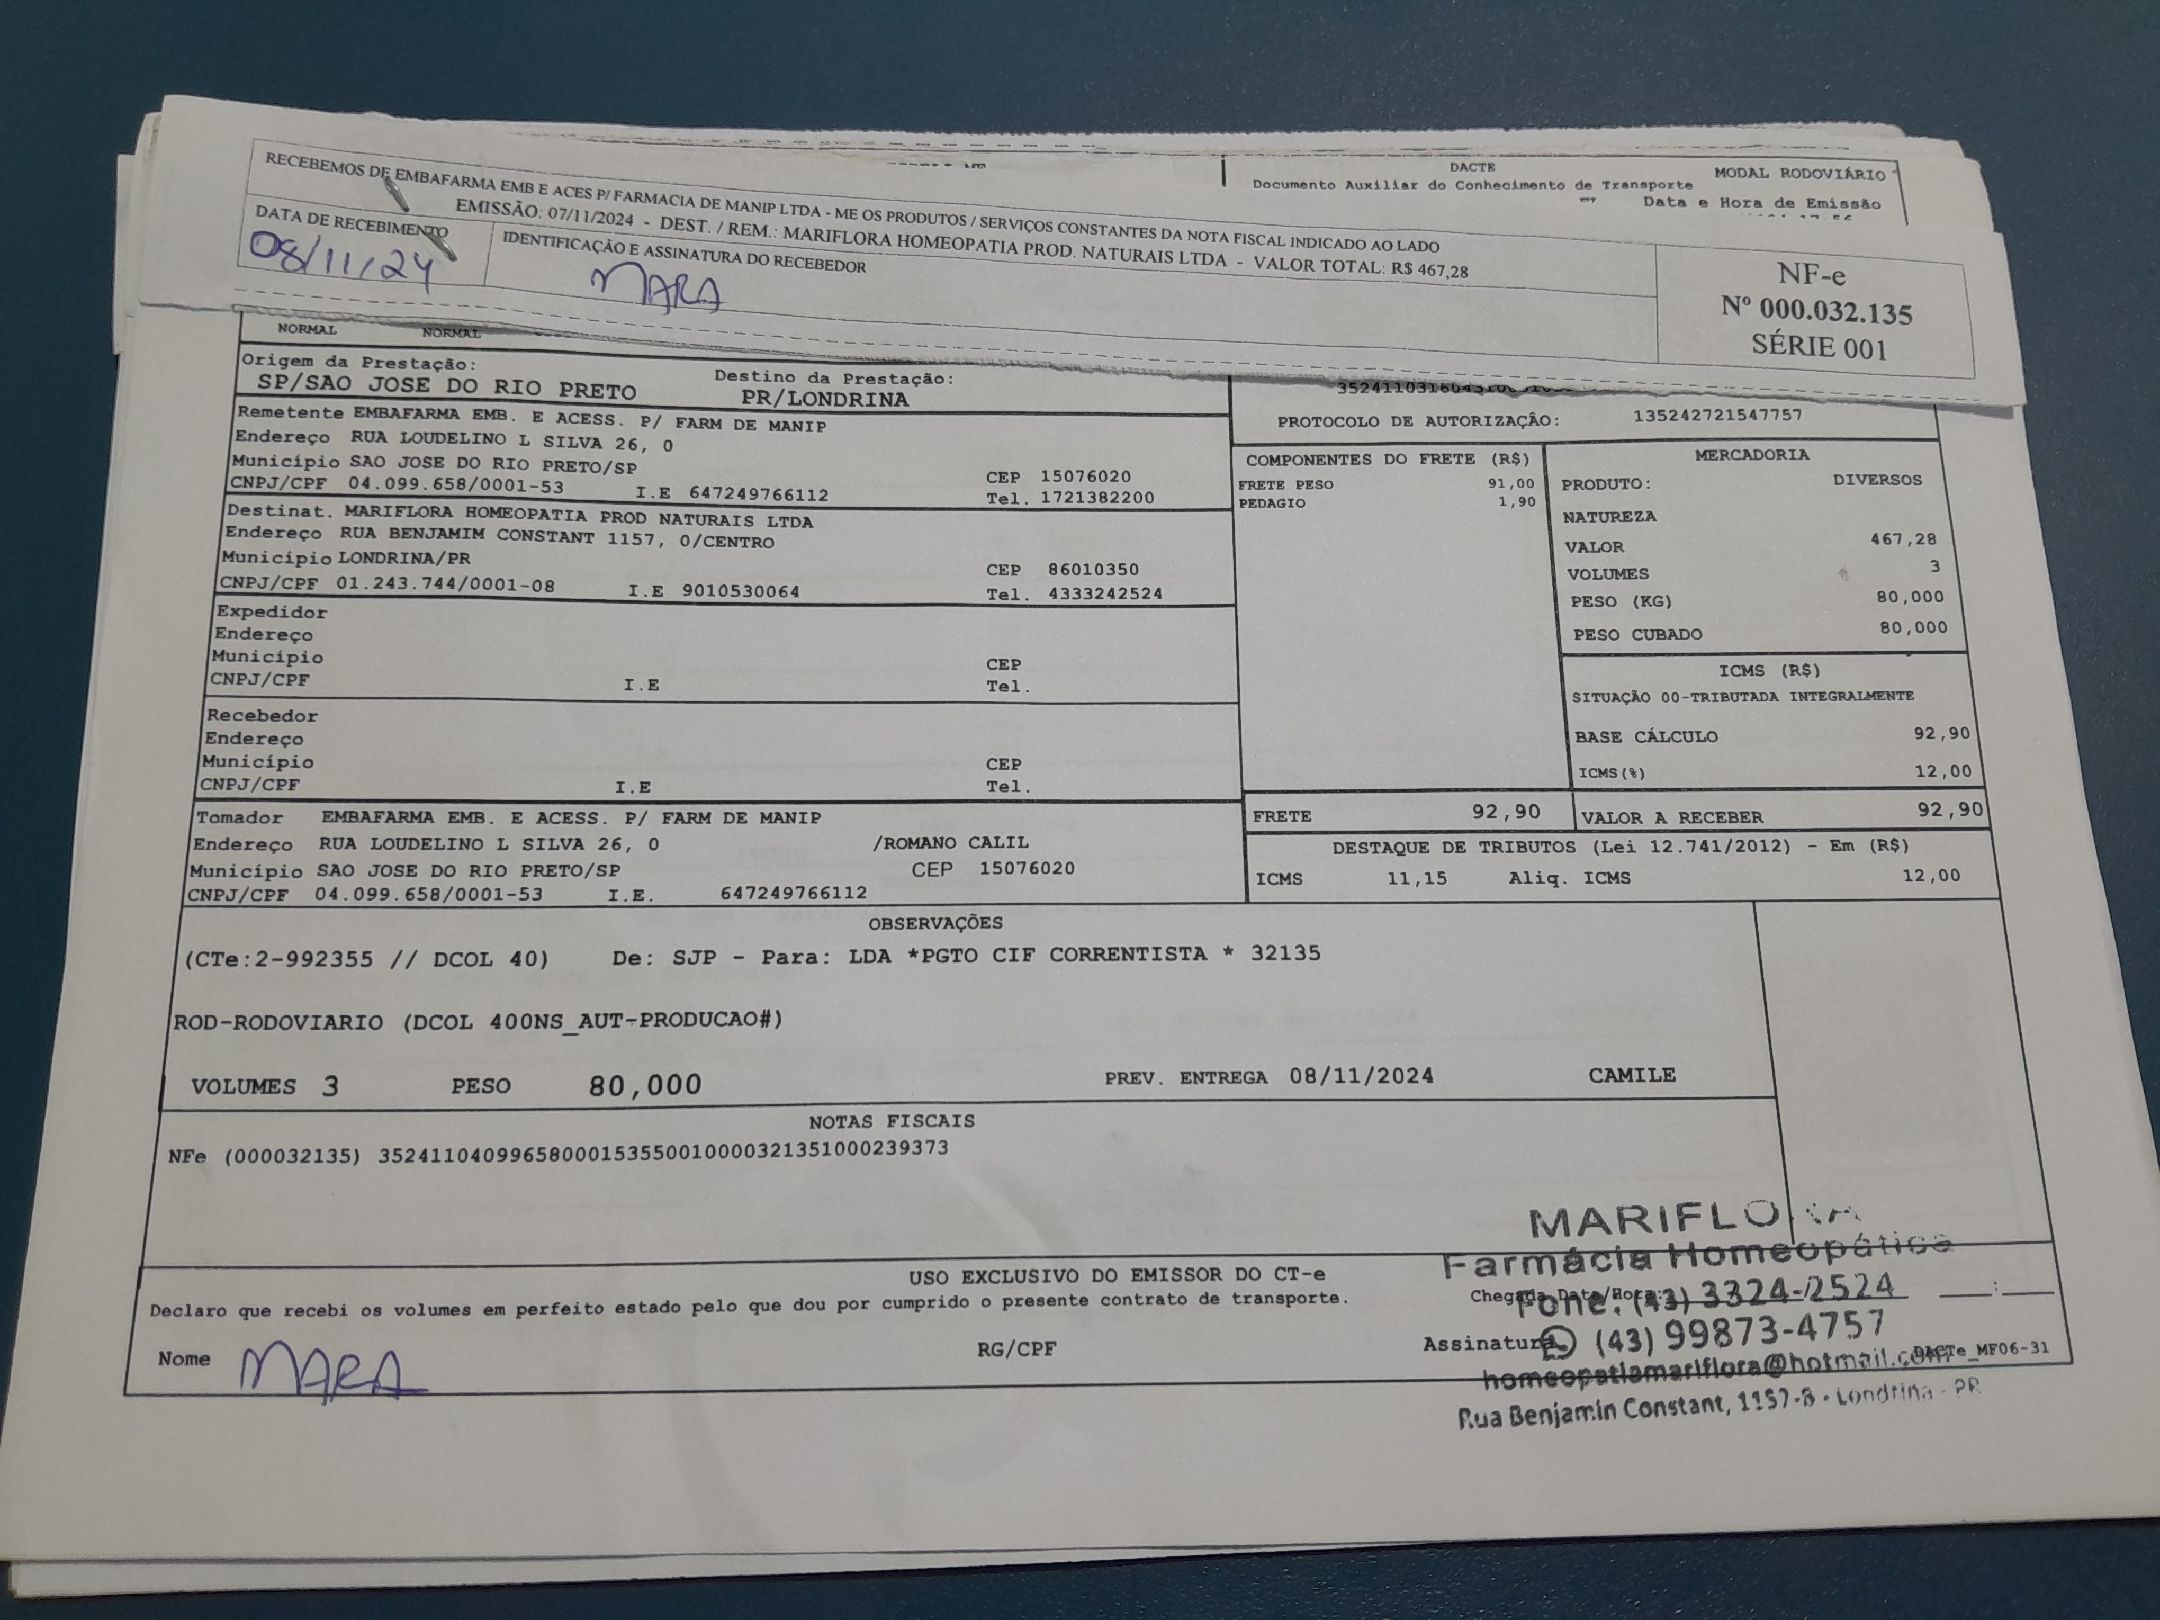 RECEBEMOS DE EMBAFARMA EMB E ACES P/ FARMACIA DE MANIP LTDA - ME OS PRODUTOS / SERVIÇOS CONSTANTES DA NOTA FISCAL INDICADO AO LADO
EMISSÃO: 07/11/2024 - DEST. / REM.: MARIFLORA HOMEOPATIA PROD. NATURAIS LTDA - VALOR TOTAL: R$ 467,28
DATA DE RECEBIMENTO
08/11/24
IDENTIFICAÇÃO E ASSINATURA DO RECEBEDOR
MARA
NF-e
Nº 000.032.135
SÉRIE 001
DACTE
Documento Auxiliar do Conhecimento de Transporte
MODAL RODOVIÁRIO
Data e Hora de Emissão
NORMAL NORMAL
Origem da Prestação: Destino da Prestação:
SP/SAO JOSE DO RIO PRETO PR/LONDRINA
Remetente EMBAFARMA EMB. E ACESS. P/ FARM DE MANIP
Endereço RUA LOUDELINO L SILVA 26, 0
Município SAO JOSE DO RIO PRETO/SP CEP 15076020
CNPJ/CPF 04.099.658/0001-53 I.E 647249766112 Tel. 1721382200
Destinat. MARIFLORA HOMEOPATIA PROD NATURAIS LTDA
Endereço RUA BENJAMIM CONSTANT 1157, 0/CENTRO
Município LONDRINA/PR CEP 86010350
CNPJ/CPF 01.243.744/0001-08 I.E 9010530064 Tel. 4333242524
Expedidor
Endereço
Município CEP
CNPJ/CPF I.E Tel.
Recebedor
Endereço
Município CEP
CNPJ/CPF I.E Tel.
Tomador EMBAFARMA EMB. E ACESS. P/ FARM DE MANIP
Endereço RUA LOUDELINO L SILVA 26, 0 /ROMANO CALIL
Município SAO JOSE DO RIO PRETO/SP CEP 15076020
CNPJ/CPF 04.099.658/0001-53 I.E. 647249766112
PROTOCOLO DE AUTORIZAÇÂO: 135242721547757
COMPONENTES DO FRETE (R$)
FRETE PESO 91,00
PEDAGIO 1,90
MERCADORIA
PRODUTO: DIVERSOS
NATUREZA
VALOR 467,28
VOLUMES 3
PESO (KG) 80,000
PESO CUBADO 80,000
ICMS (R$)
SITUAÇÃO 00-TRIBUTADA INTEGRALMENTE
BASE CÁLCULO 92,90
ICMS(%) 12,00
FRETE 92,90 VALOR A RECEBER 92,90
DESTAQUE DE TRIBUTOS (Lei 12.741/2012) - Em (R$)
ICMS 11,15 Aliq. ICMS 12,00
OBSERVAÇÕES
(CTe:2-992355 // DCOL 40) De: SJP - Para: LDA *PGTO CIF CORRENTISTA * 32135
ROD-RODOVIARIO (DCOL 400NS_AUT-PRODUCAO#)
VOLUMES 3 PESO 80,000 PREV. ENTREGA 08/11/2024 CAMILE
NOTAS FISCAIS
NFe (000032135) 35241104099658000153550010000321351000239373
USO EXCLUSIVO DO EMISSOR DO CT-e
Declaro que recebi os volumes em perfeito estado pelo que dou por cumprido o presente contrato de transporte.
Nome MARA RG/CPF
Chegada Data/Hora:
Assinatura
DACTe_MF06-31
MARIFLORA
Farmácia Homeopática
Fone: (43) 3324-2524
(43) 99873-4757
homeopatiamariflora@hotmail.com
Rua Benjamin Constant, 1157-B - Londrina - PR